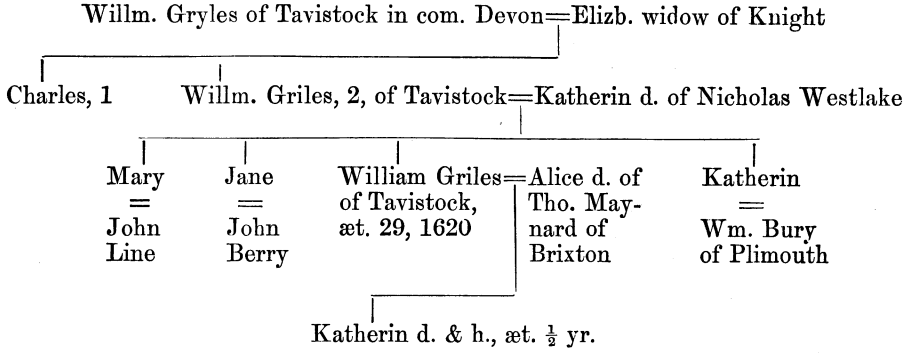 Willm. Gryles of Tavistock in com. Devon=Elizb. widow of Knight
Charles, 1
Willm. Griles, 2, of Tavistock=Katherin d. of Nicholas Westlake
Mary
=
John
Line
Jane
=
John
Berry
William Griles=Alice d. of
of Tavistock,
æt. 29, 1620
Tho. May-
nard of
Brixton
Katherin
=
Wm. Bury
of Plimouth
Katherin d. & h., æt. ½ yr.